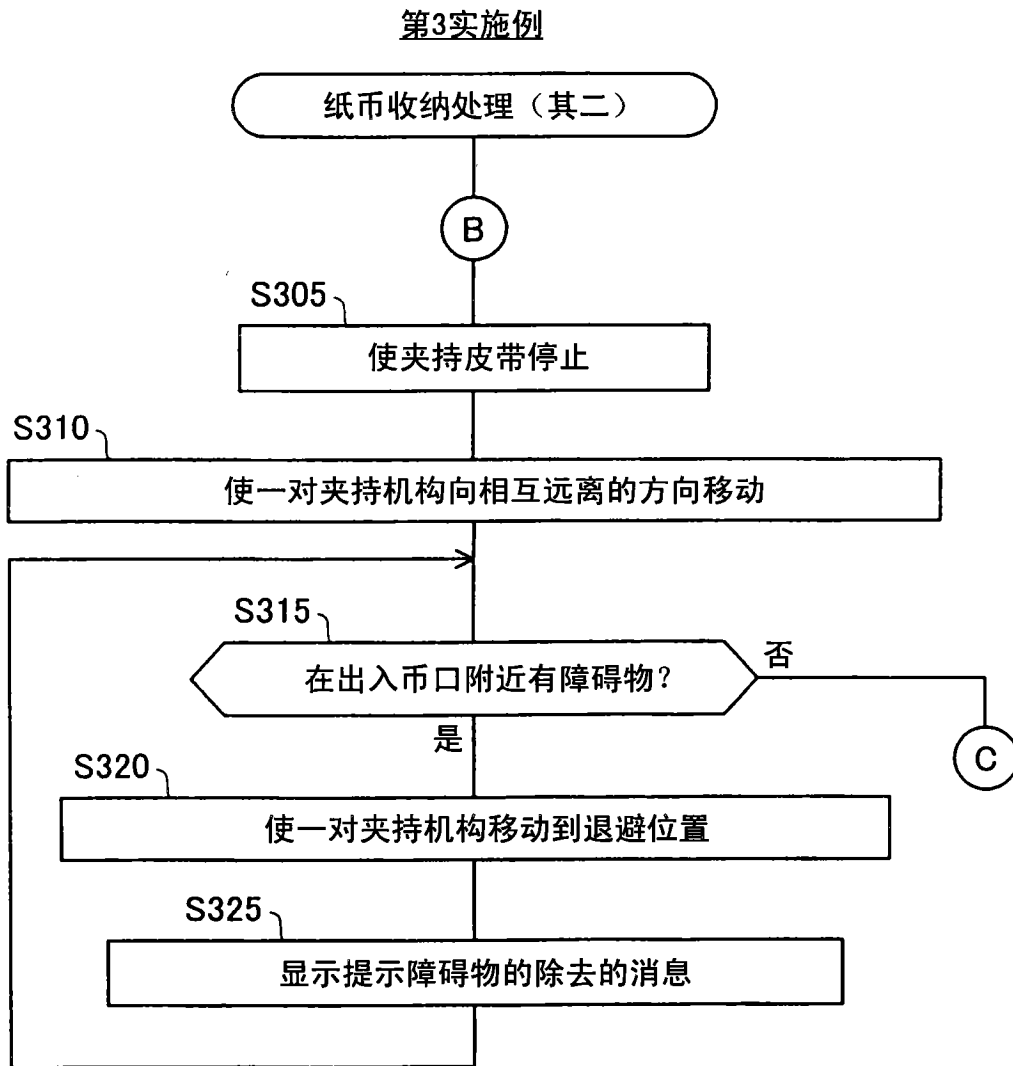 第3实施例
纸币收纳处理（其二）
B
S305
使夹持皮带停止
S310
使一对夹持机构向相互远离的方向移动
S315
在出入币口附近有障碍物？
否
是
C
S320
使一对夹持机构移动到退避位置
S325
显示提示障碍物的除去的消息